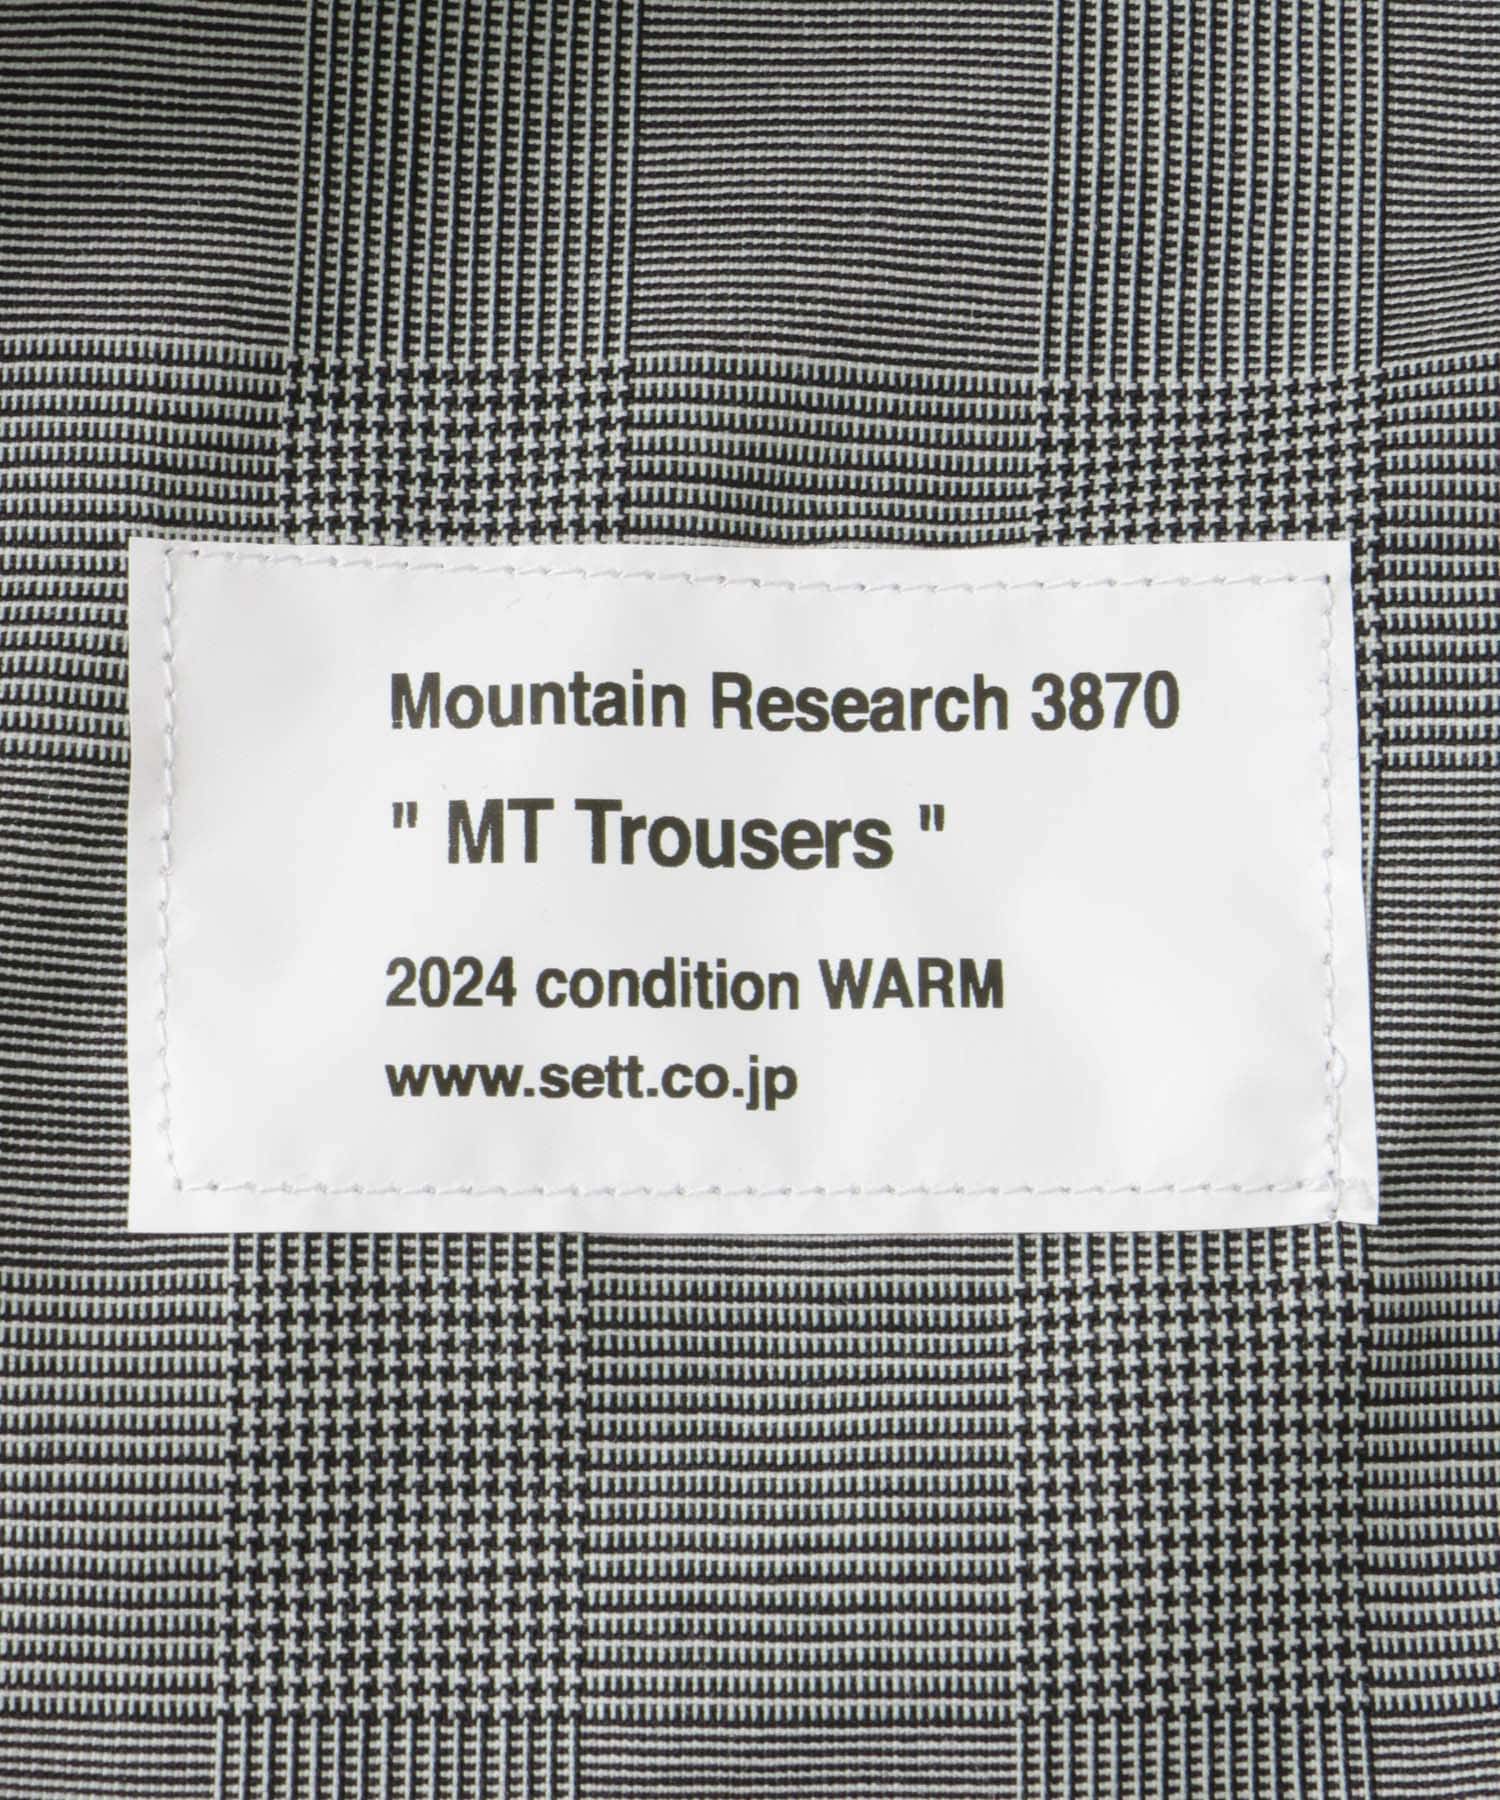 Mountain Research 3870
" MT Trousers "
2024 condition WARM
www.sett.co.jp